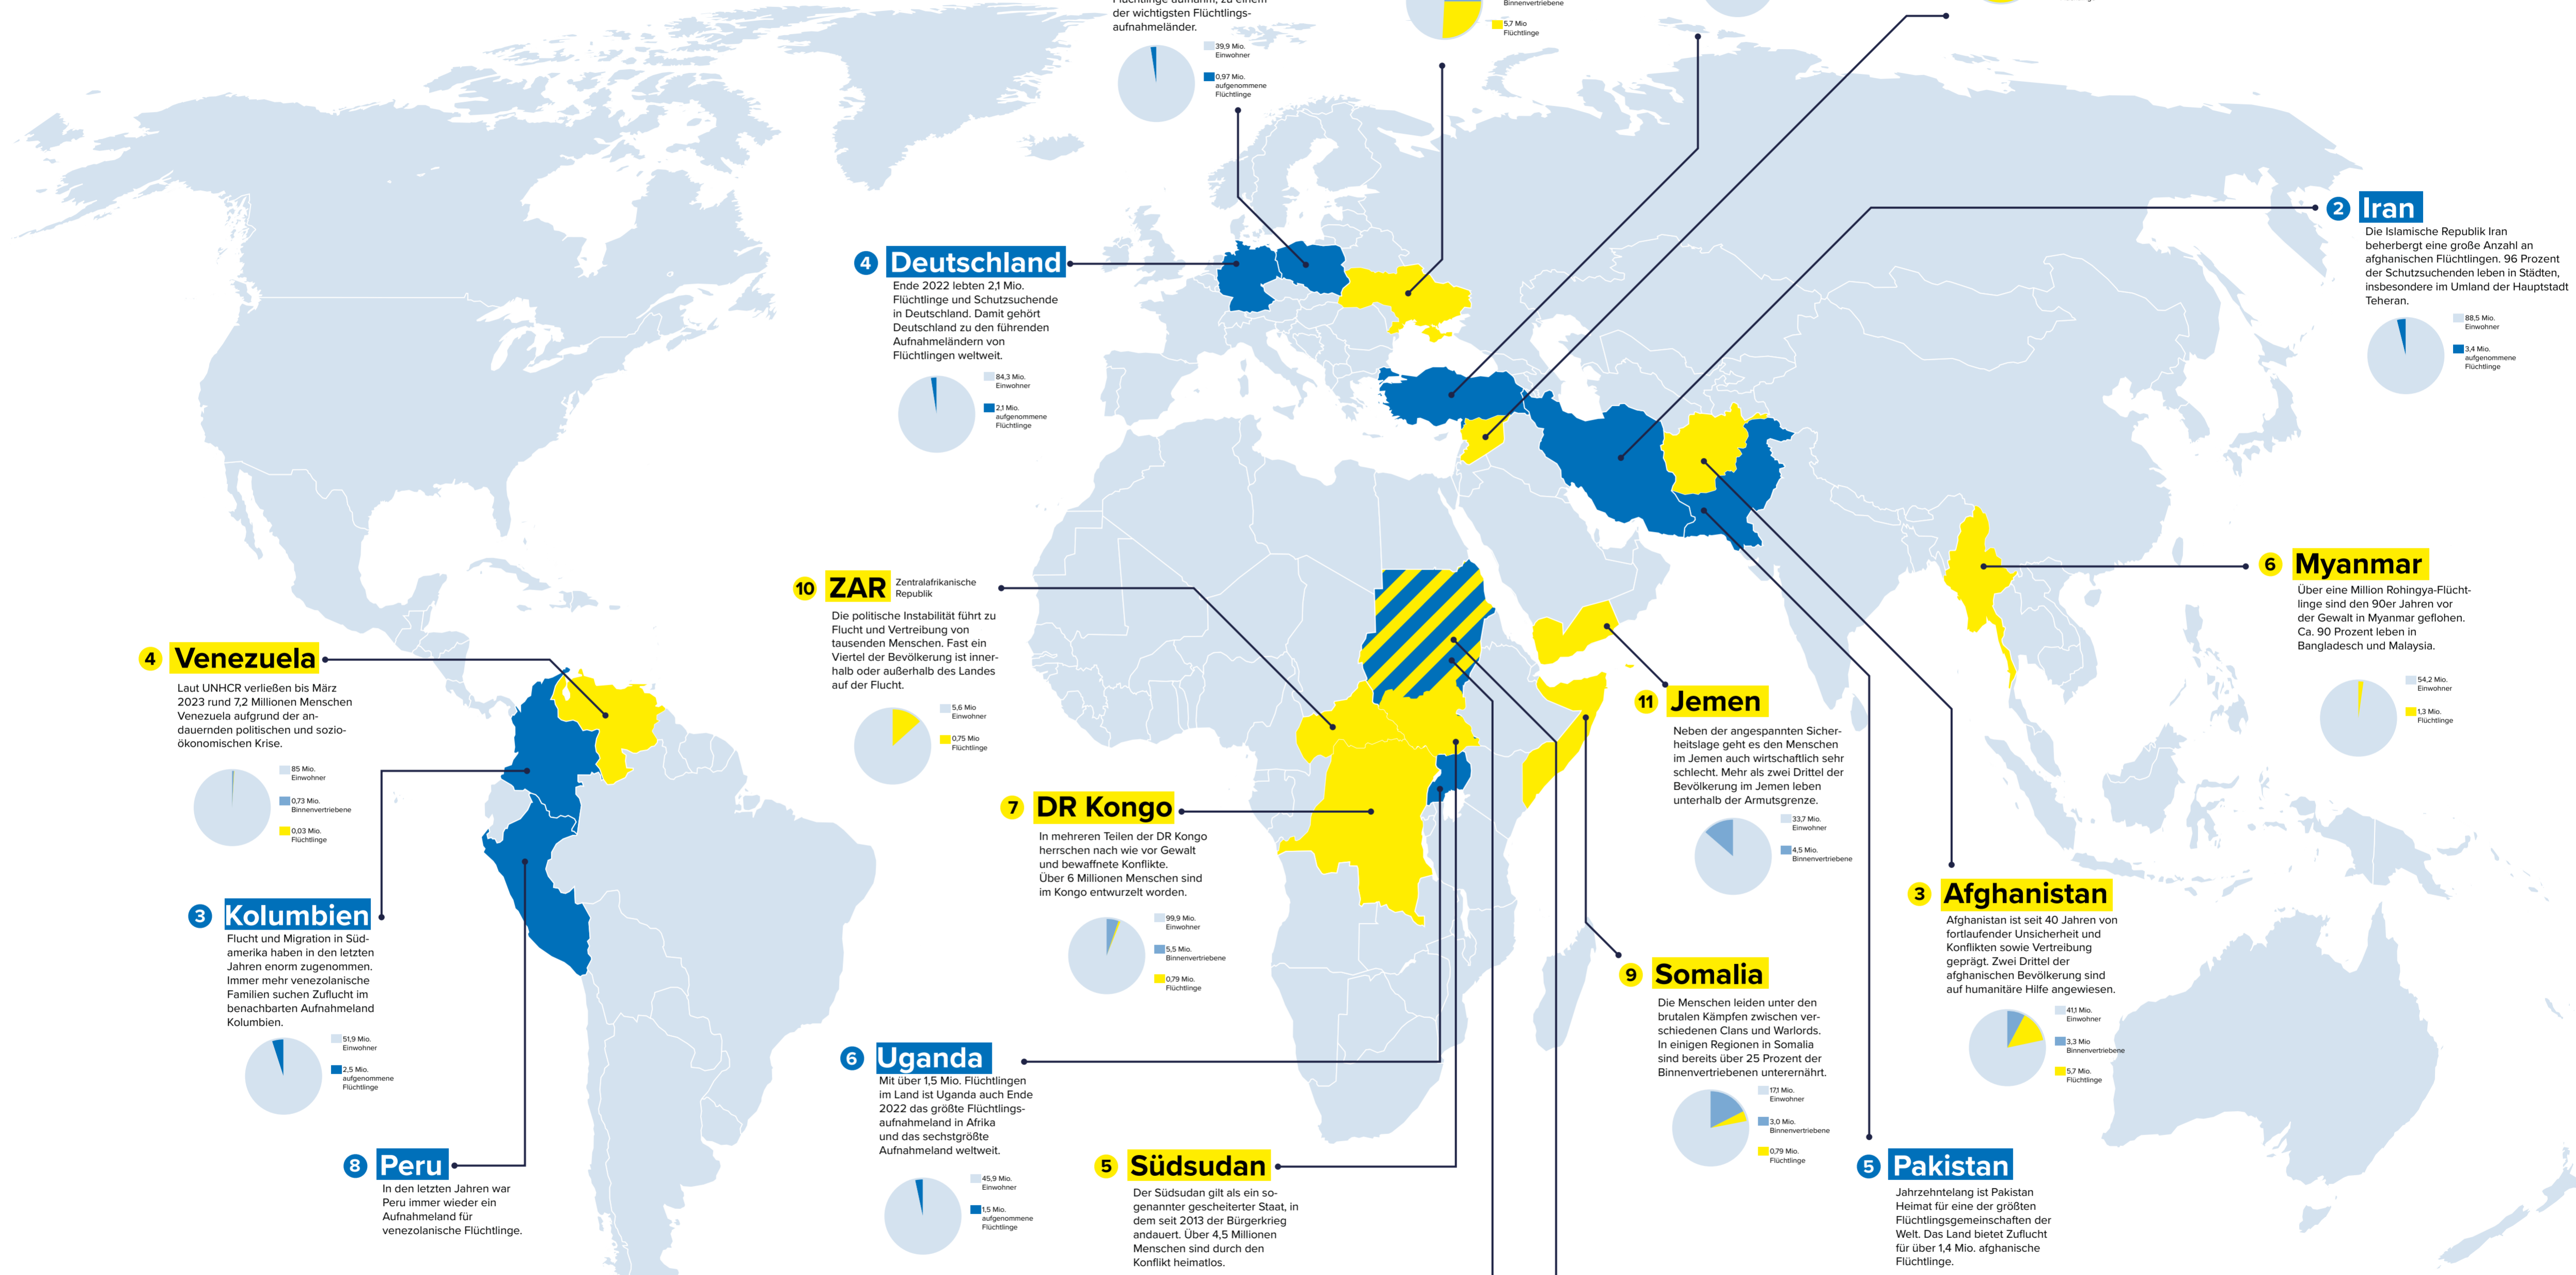 der wichtigsten Flüchtlings-
aufnahmeländer.
39,9 Mio.
Einwohner
0,97 Mio.
aufgenommene
Flüchtlinge
Binnenvertriebene
5,7 Mio
Flüchtlinge
2 Iran
Die Islamische Republik Iran
beherbergt eine große Anzahl an
afghanischen Flüchtlingen. 96 Prozent
der Schutzsuchenden leben in Städten,
insbesondere im Umland der Hauptstadt
Teheran.
88,5 Mio.
Einwohner
3,4 Mio.
aufgenommene
Flüchtlinge
4 Deutschland
Ende 2022 lebten 2,1 Mio.
Flüchtlinge und Schutzsuchende
in Deutschland. Damit gehört
Deutschland zu den führenden
Aufnahmeländern von
Flüchtlingen weltweit.
84,3 Mio.
Einwohner
2,1 Mio.
aufgenommene
Flüchtlinge
6 Myanmar
Über eine Million Rohingya-Flücht-
linge sind den 90er Jahren vor
der Gewalt in Myanmar geflohen.
Ca. 90 Prozent leben in
Bangladesch und Malaysia.
54,2 Mio.
Einwohner
1,3 Mio.
Flüchtlinge
10 ZAR Zentralafrikanische
Republik
Die politische Instabilität führt zu
Flucht und Vertreibung von
tausenden Menschen. Fast ein
Viertel der Bevölkerung ist inner-
halb oder außerhalb des Landes
auf der Flucht.
5,6 Mio
Einwohner
0,75 Mio
Flüchtlinge
4 Venezuela
Laut UNHCR verließen bis März
2023 rund 7,2 Millionen Menschen
Venezuela aufgrund der an-
dauernden politischen und sozio-
ökonomischen Krise.
85 Mio.
Einwohner
0,73 Mio.
Binnenvertriebene
0,03 Mio.
Flüchtlinge
11 Jemen
Neben der angespannten Sicher-
heitslage geht es den Menschen
im Jemen auch wirtschaftlich sehr
schlecht. Mehr als zwei Drittel der
Bevölkerung im Jemen leben
unterhalb der Armutsgrenze.
33,7 Mio.
Einwohner
4,5 Mio.
Binnenvertriebene
7 DR Kongo
In mehreren Teilen der DR Kongo
herrschen nach wie vor Gewalt
und bewaffnete Konflikte.
Über 6 Millionen Menschen sind
im Kongo entwurzelt worden.
99,9 Mio.
Einwohner
5,5 Mio.
Binnenvertriebene
0,79 Mio.
Flüchtlinge
3 Afghanistan
Afghanistan ist seit 40 Jahren von
fortlaufender Unsicherheit und
Konflikten sowie Vertreibung
geprägt. Zwei Drittel der
afghanischen Bevölkerung sind
auf humanitäre Hilfe angewiesen.
41,1 Mio.
Einwohner
3,3 Mio
Binnenvertriebene
5,7 Mio.
Flüchtlinge
3 Kolumbien
Flucht und Migration in Süd-
amerika haben in den letzten
Jahren enorm zugenommen.
Immer mehr venezolanische
Familien suchen Zuflucht im
benachbarten Aufnahmeland
Kolumbien.
51,9 Mio.
Einwohner
2,5 Mio.
aufgenommene
Flüchtlinge
9 Somalia
Die Menschen leiden unter den
brutalen Kämpfen zwischen ver-
schiedenen Clans und Warlords.
In einigen Regionen in Somalia
sind bereits über 25 Prozent der
Binnenvertriebenen unterernährt.
17,1 Mio.
Einwohner
3,0 Mio.
Binnenvertriebene
0,79 Mio.
Flüchtlinge
6 Uganda
Mit über 1,5 Mio. Flüchtlingen
im Land ist Uganda auch Ende
2022 das größte Flüchtlings-
aufnahmeland in Afrika
und das sechstgrößte
Aufnahmeland weltweit.
45,9 Mio.
Einwohner
1,5 Mio.
aufgenommene
Flüchtlinge
8 Peru
In den letzten Jahren war
Peru immer wieder ein
Aufnahmeland für
venezolanische Flüchtlinge.
5 Südsudan
Der Südsudan gilt als ein so-
genannter gescheiterter Staat, in
dem seit 2013 der Bürgerkrieg
andauert. Über 4,5 Millionen
Menschen sind durch den
Konflikt heimatlos.
5 Pakistan
Jahrzehntelang ist Pakistan
Heimat für eine der größten
Flüchtlingsgemeinschaften der
Welt. Das Land bietet Zuflucht
für über 1,4 Mio. afghanische
Flüchtlinge.